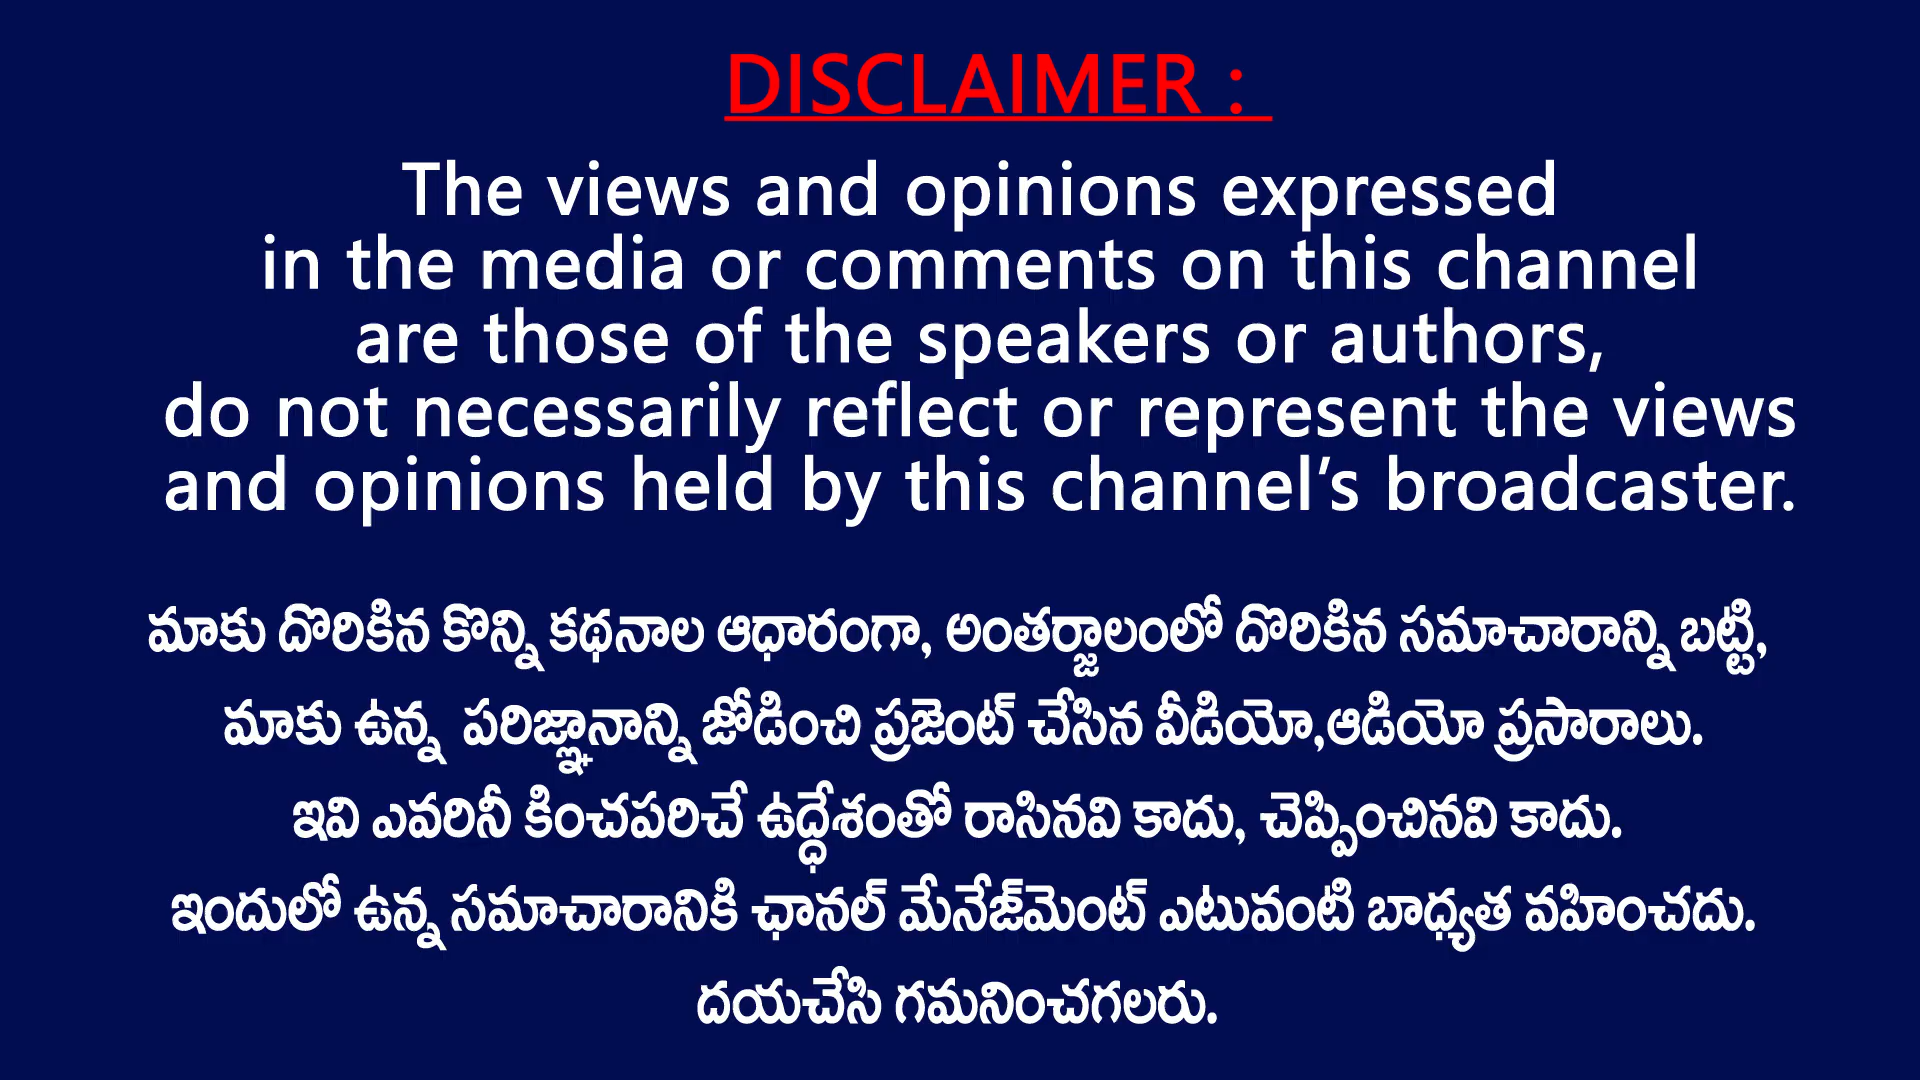 DISCLAIMER :
The views and opinions expressed
in the media or comments on this channel
are those of the speakers or authors,
do not necessarily reflect or represent the views
and opinions held by this channel’s broadcaster.
మాకు దొరికిన కొన్ని కథనాల ఆధారంగా, అంతర్జాలంలో దొరికిన సమాచారాన్ని బట్టి,
మాకు ఉన్న పరిజ్ఞానాన్ని జోడించి ప్రజెంట్ చేసిన వీడియో,ఆడియో ప్రసారాలు.
ఇవి ఎవరినీ కించపరిచే ఉద్ధేశంతో రాసినవి కాదు, చెప్పించినవి కాదు.
ఇందులో ఉన్న సమాచారానికి ఛానల్ మేనేజ్‌మెంట్ ఎటువంటి బాధ్యత వహించదు.
దయచేసి గమనించగలరు.